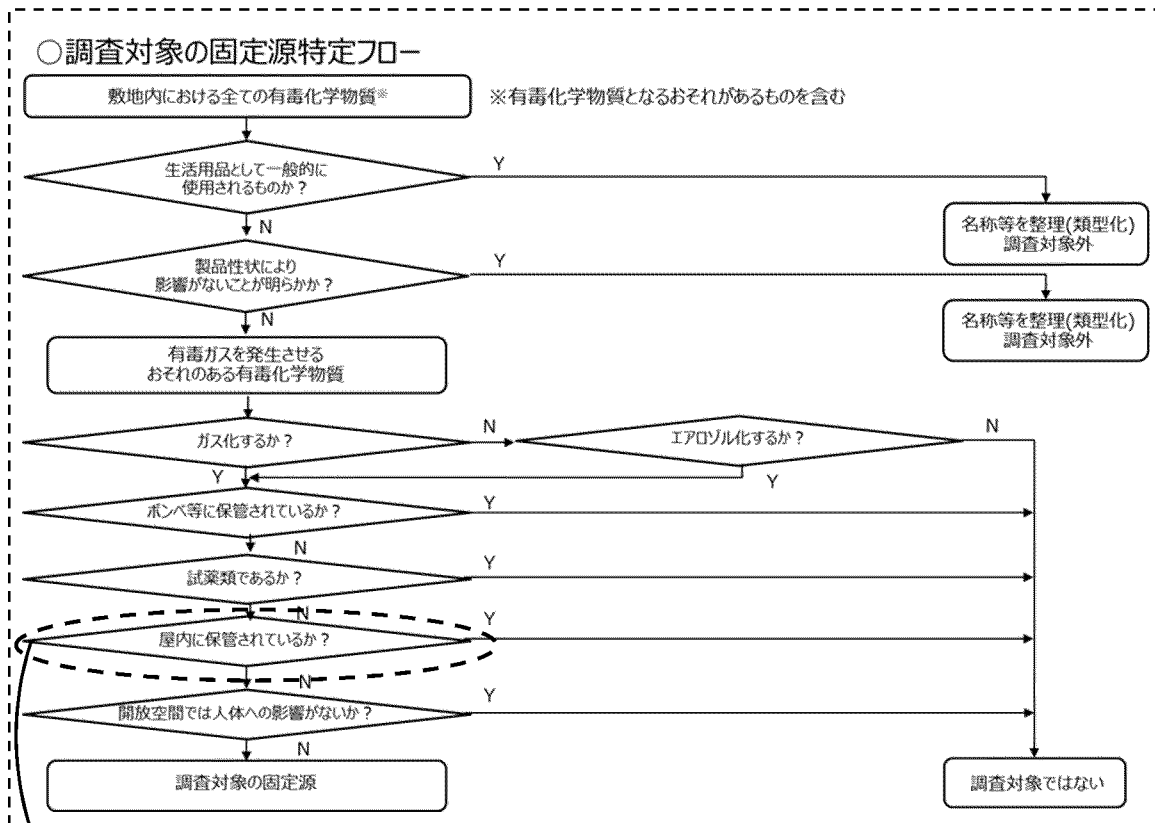 ○調査対象の固定源特定フロー
敷地内における全ての有毒化学物質※
※有毒化学物質となるおそれがあるものを含む
生活用品として一般的に
使用されるものか？
Y
N
名称等を整理(類型化)
調査対象外
製品性状により
影響がないことが明らかか？
Y
N
名称等を整理(類型化)
調査対象外
有毒ガスを発生させる
おそれのある有毒化学物質
ガス化するか？
N
エアロゾル化するか？
N
Y
Y
ボンベ等に保管されているか？
Y
N
試薬類であるか？
Y
N
屋内に保管されているか？
Y
N
開放空間では人体への影響がないか？
Y
N
調査対象の固定源
調査対象ではない